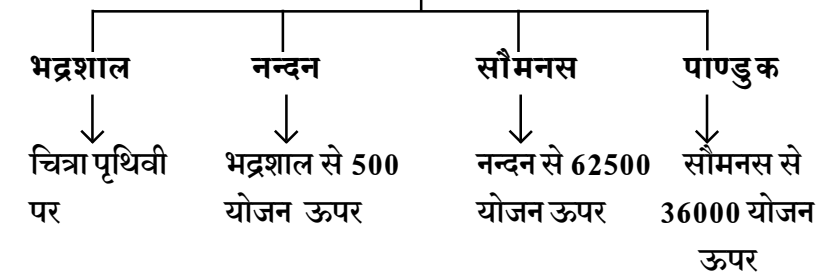 भद्रशाल नन्दन सौमनस पाण्डुक
चित्रा पृथिवी भद्रशाल से 500 नन्दन से 62500 सौमनस से
पर योजन ऊपर योजन ऊपर 36000 योजन
ऊपर